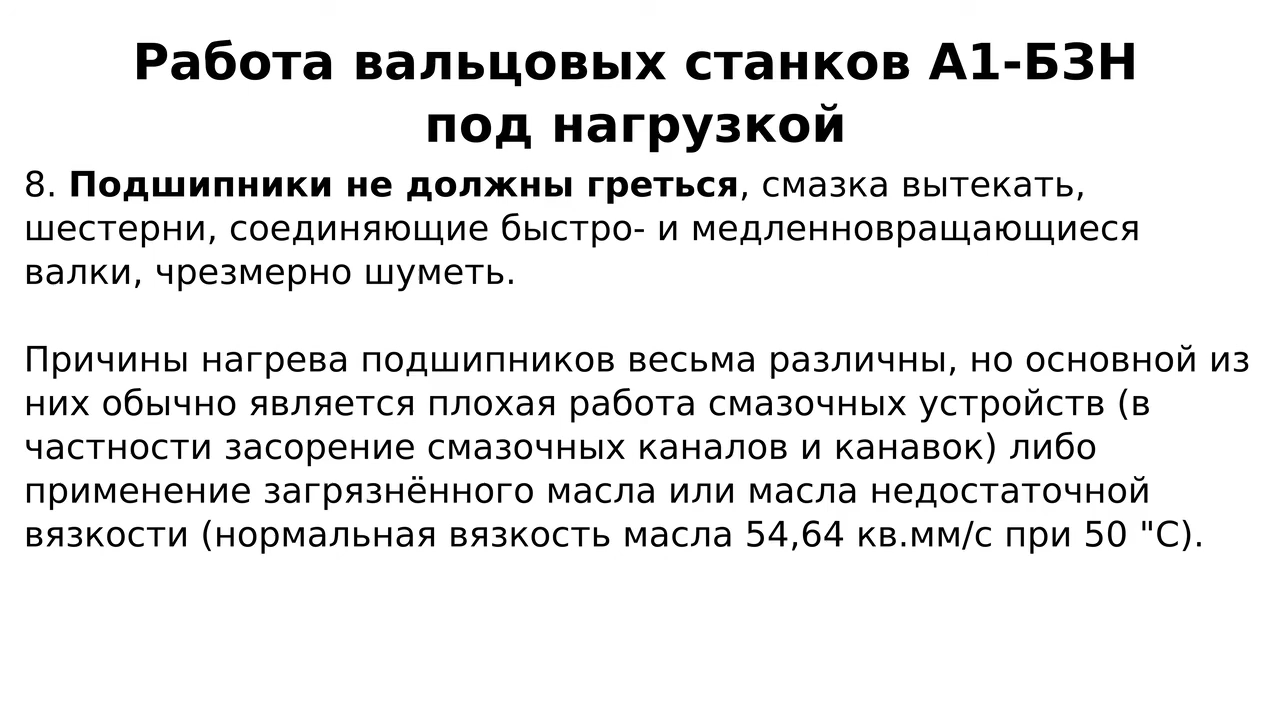 Работа вальцовых станков А1-БЗН
под нагрузкой
8. Подшипники не должны греться, смазка вытекать,
шестерни, соединяющие быстро- и медленновращающиеся
валки, чрезмерно шуметь.
Причины нагрева подшипников весьма различны, но основной из
них обычно является плохая работа смазочных устройств (в
частности засорение смазочных каналов и канавок) либо
применение загрязнённого масла или масла недостаточной
вязкости (нормальная вязкость масла 54,64 кв.мм/с при 50 "С).